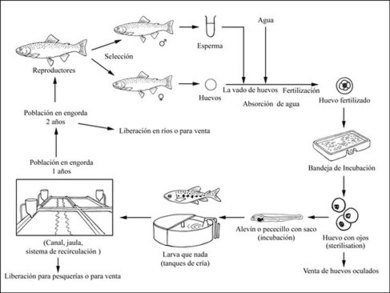 Agua
Esperma
Selección
♂
Reproductores
♀
Huevos
La vado de huevos
Fertilización
Absorción de agua
Huevo fertilizado
Población en engorda
2 años
Liberación en ríos o para venta
Bandeja de Incubación
Población en engorda
1 años
Huevo con ojos
(sterilisation)
Alevín o pececillo con saco
(incubación)
Larva que nada
(tanques de cría)
(Canal, jaula,
sistema de recirculación )
Venta de huevos oculados
Liberación para pesquerías o para venta